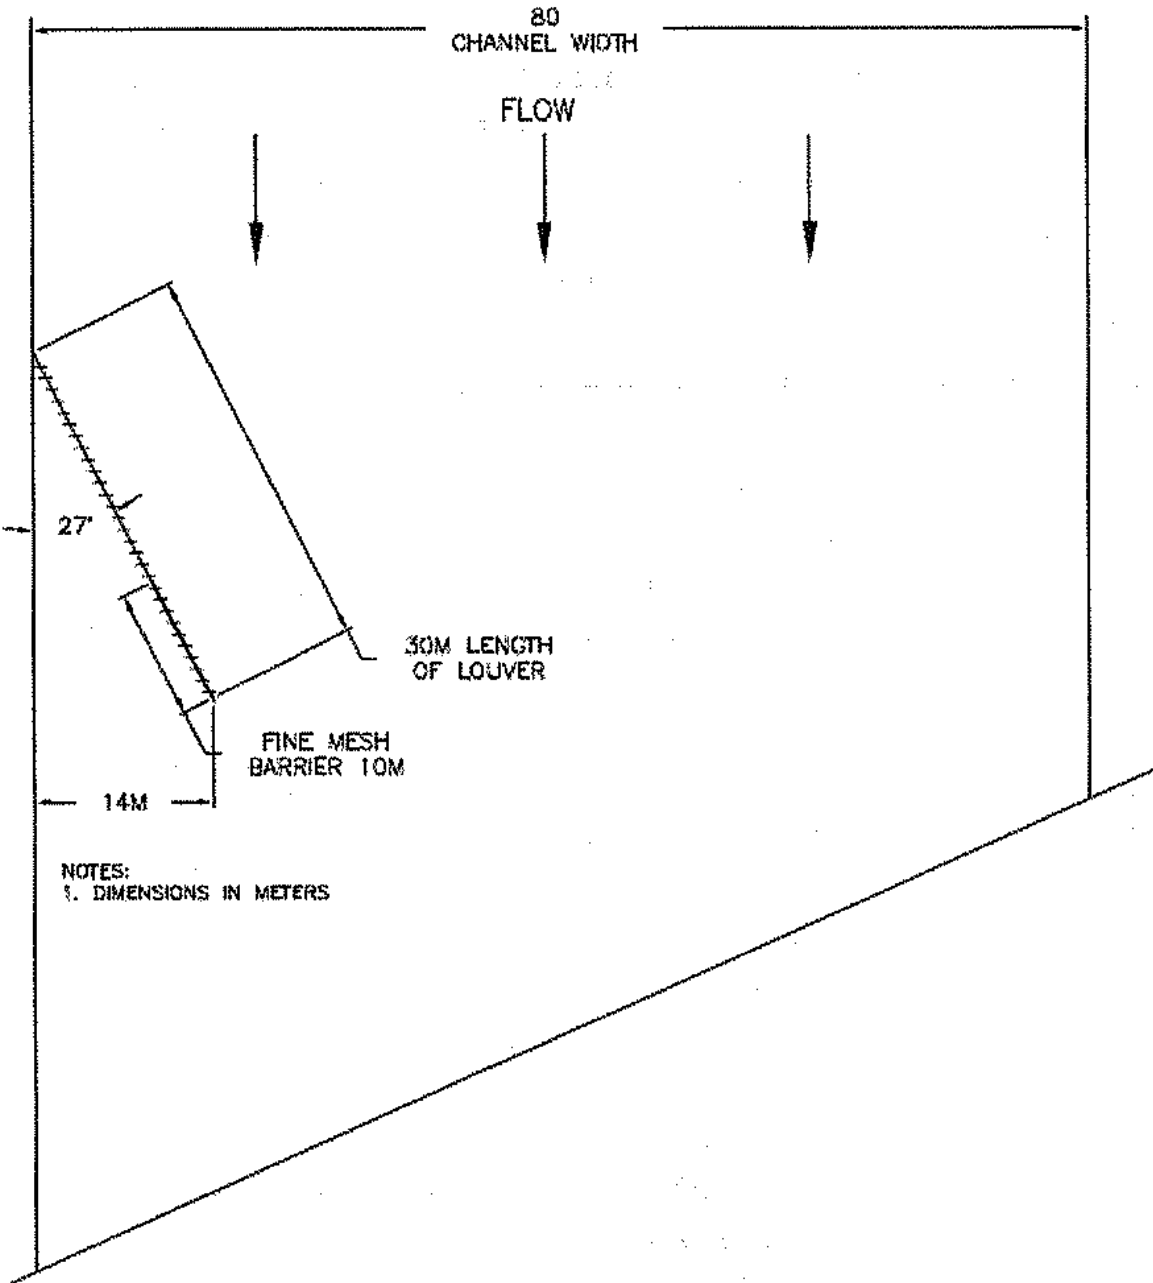 80
CHANNEL WIDTH
FLOW
27°
30M LENGTH
OF LOUVER
FINE MESH
BARRIER 10M
14M
NOTES:
1. DIMENSIONS IN METERS